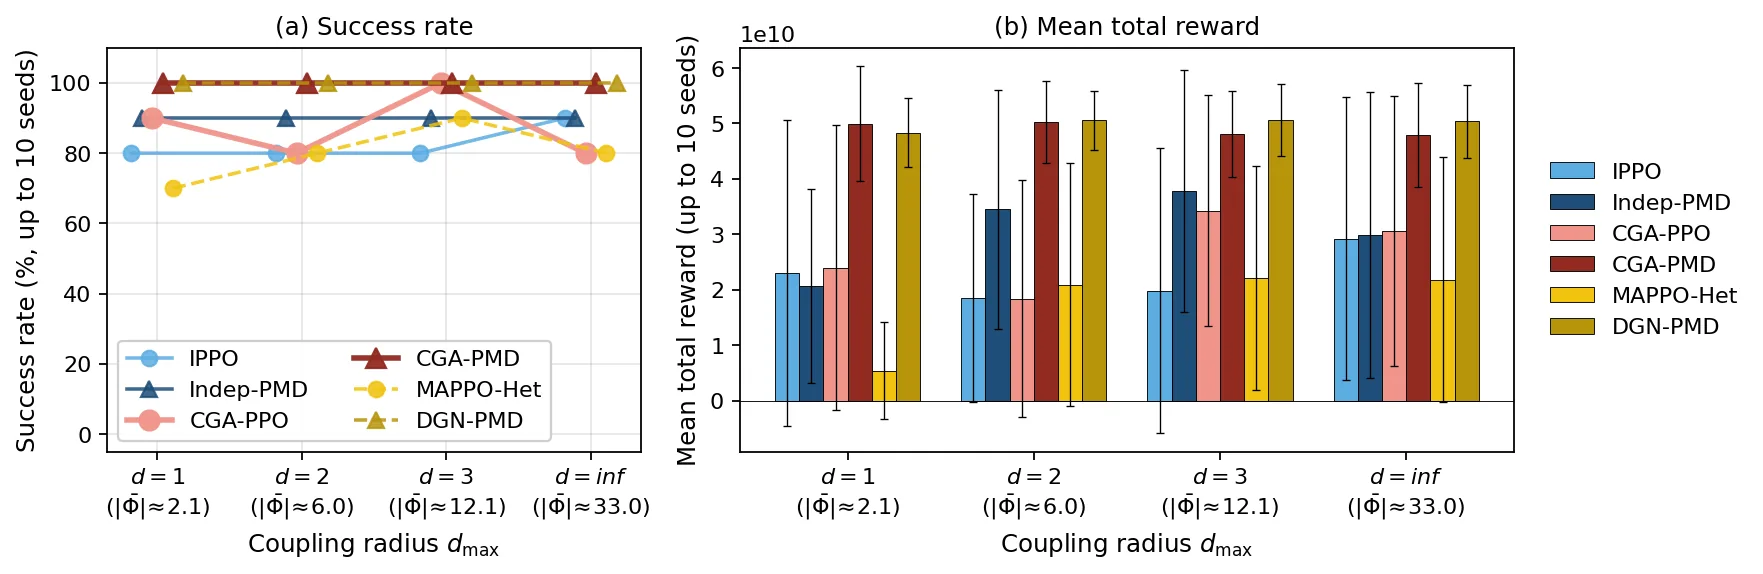 (a) Success rate
Success rate (%, up to 10 seeds)
100
80
60
40
20
0
IPPO
Indep-PMD
CGA-PPO
CGA-PMD
MAPPO-Het
DGN-PMD
d = 1
(|Φ̄|≈2.1)
d = 2
(|Φ̄|≈6.0)
d = 3
(|Φ̄|≈12.1)
d = inf
(|Φ̄|≈33.0)
Coupling radius d_max
(b) Mean total reward
1e10
Mean total reward (up to 10 seeds)
6
5
4
3
2
1
0
d = 1
(|Φ̄|≈2.1)
d = 2
(|Φ̄|≈6.0)
d = 3
(|Φ̄|≈12.1)
d = inf
(|Φ̄|≈33.0)
Coupling radius d_max
IPPO
Indep-PMD
CGA-PPO
CGA-PMD
MAPPO-Het
DGN-PMD